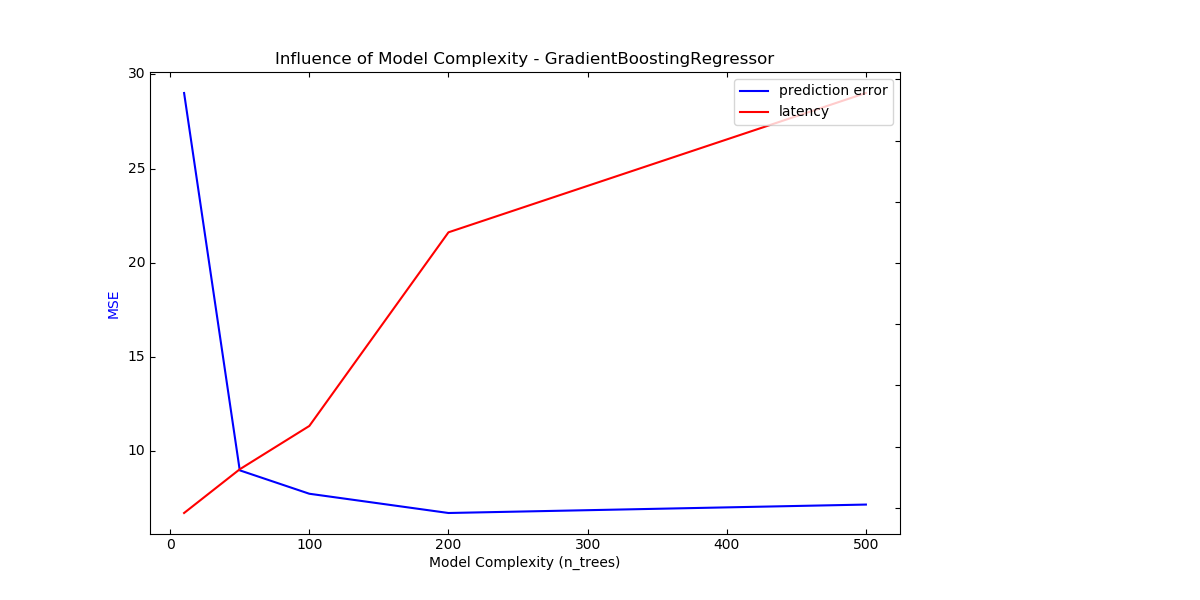 Influence of Model Complexity - GradientBoostingRegressor
prediction error
latency
30
25
20
15
10
MSE
0 100 200 300 400 500
Model Complexity (n_trees)